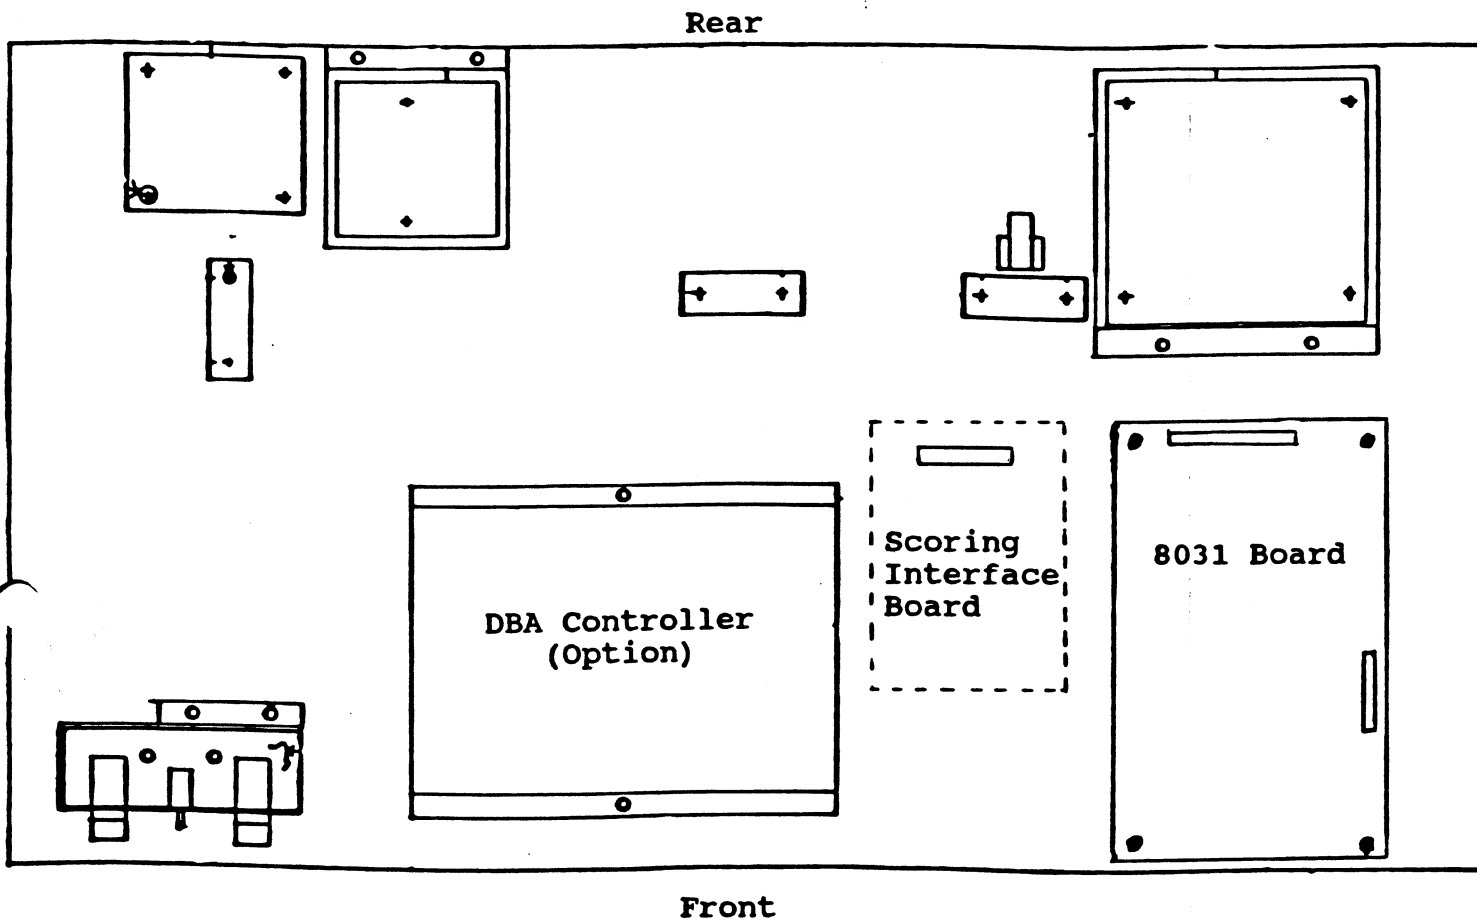 Rear
Scoring
Interface
Board
8031 Board
DBA Controller
(Option)
Front